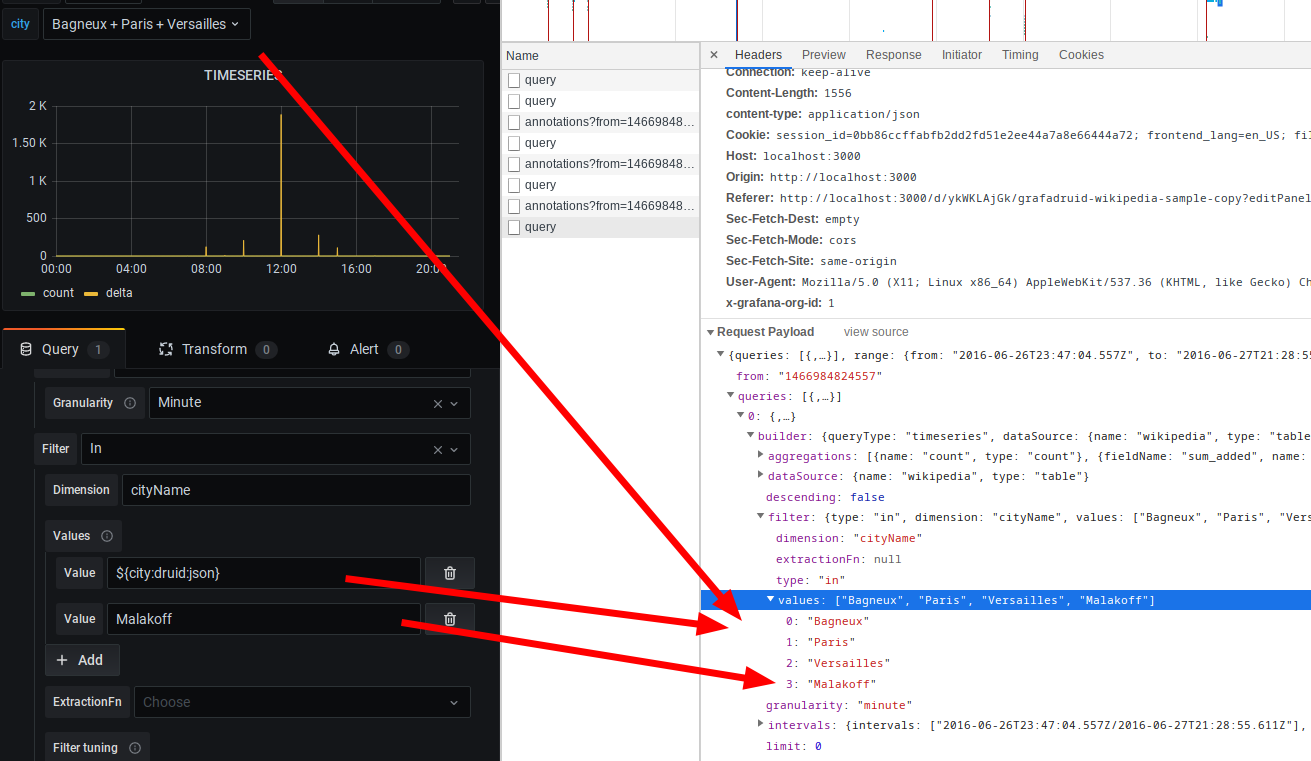 city Bagneux + Paris + Versailles
TIMESERIES
2 K
1.50 K
1 K
500
0
00:00 04:00 08:00 12:00 16:00 20:00
count delta
Query 1 Transform 0 Alert 0
Granularity Minute
Filter In
Dimension cityName
Values
Value ${city:druid:json}
Value Malakoff
+ Add
ExtractionFn Choose
Filter tuning
Name
query
query
annotations?from=14669848...
query
annotations?from=14669848...
query
annotations?from=14669848...
query
× Headers Preview Response Initiator Timing Cookies
Connection: keep-alive
Content-Length: 1556
content-type: application/json
Cookie: session_id=0bb86ccffabfb2dd2fd51e2ee44a7a8e66444a72; frontend_lang=en_US; fil
Host: localhost:3000
Origin: http://localhost:3000
Referer: http://localhost:3000/d/ykWKLAjGk/grafadruid-wikipedia-sample-copy?editPanel
Sec-Fetch-Dest: empty
Sec-Fetch-Mode: cors
Sec-Fetch-Site: same-origin
User-Agent: Mozilla/5.0 (X11; Linux x86_64) AppleWebKit/537.36 (KHTML, like Gecko) Ch
x-grafana-org-id: 1
Request Payload view source
{queries: [{,…}], range: {from: "2016-06-26T23:47:04.557Z", to: "2016-06-27T21:28:55
from: "1466984824557"
queries: [{,…}]
0: {,…}
builder: {queryType: "timeseries", dataSource: {name: "wikipedia", type: "table
aggregations: [{name: "count", type: "count"}, {fieldName: "sum_added", name:
dataSource: {name: "wikipedia", type: "table"}
descending: false
filter: {type: "in", dimension: "cityName", values: ["Bagneux", "Paris", "Vers
dimension: "cityName"
extractionFn: null
type: "in"
values: ["Bagneux", "Paris", "Versailles", "Malakoff"]
0: "Bagneux"
1: "Paris"
2: "Versailles"
3: "Malakoff"
granularity: "minute"
intervals: {intervals: ["2016-06-26T23:47:04.557Z/2016-06-27T21:28:55.611Z"],
limit: 0